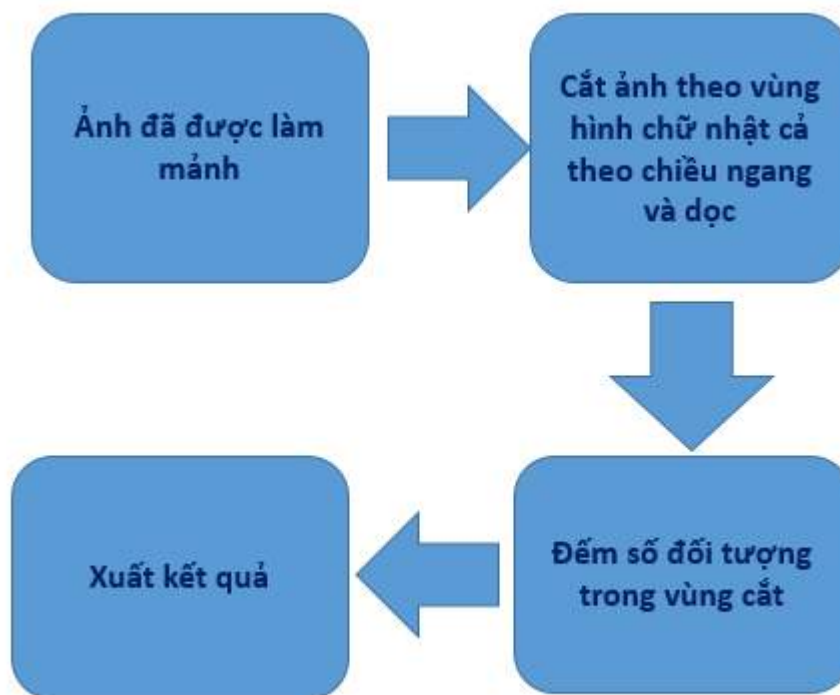 Ảnh đã được làm
mảnh
Cắt ảnh theo vùng
hình chữ nhật cả
theo chiều ngang
và dọc
Đếm số đối tượng
trong vùng cắt
Xuất kết quả